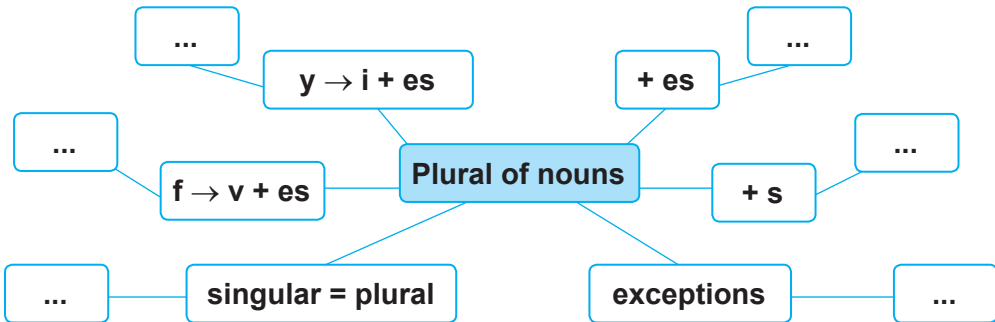 ...
...
y → i + es
+ es
...
...
Plural of nouns
f → v + es
+ s
...
singular = plural
exceptions
...